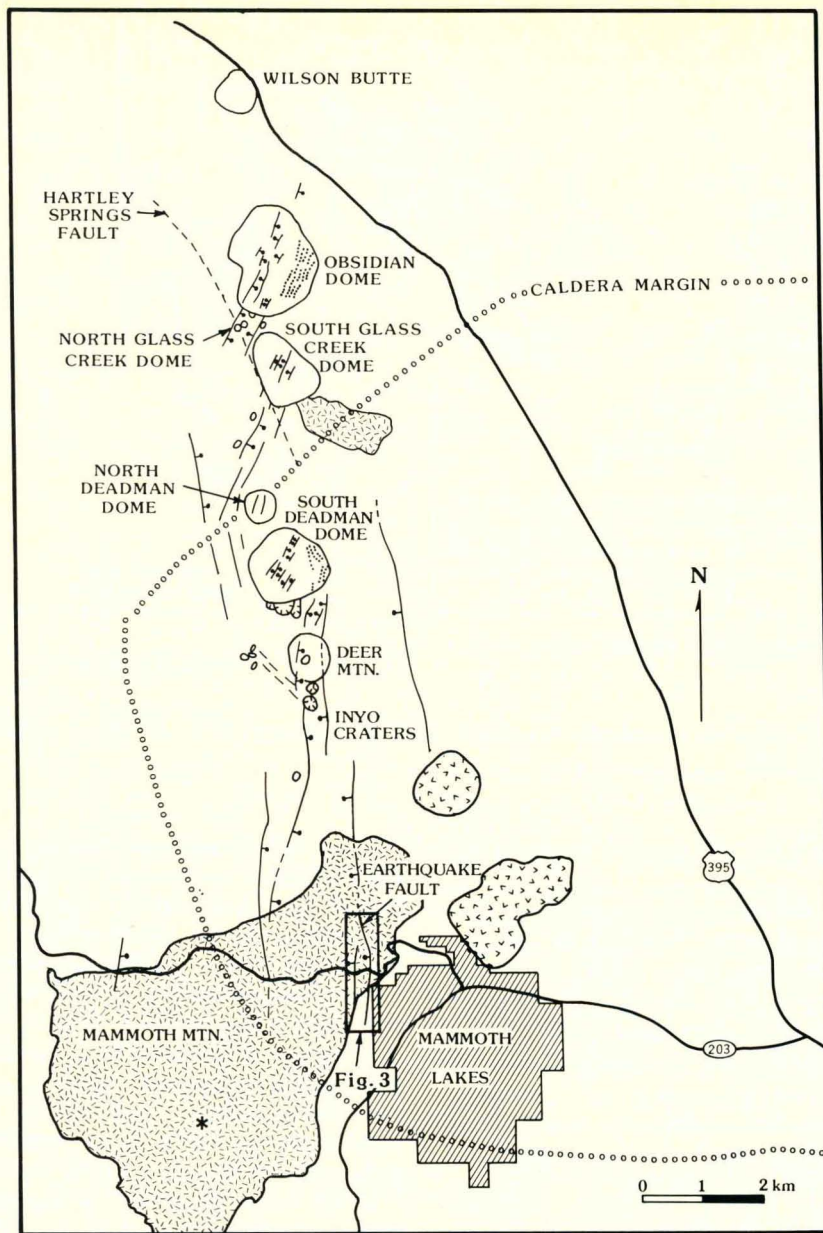 WILSON BUTTE
HARTLEY
SPRINGS
FAULT
OBSIDIAN
DOME
CALDERA MARGIN
NORTH GLASS
CREEK DOME
SOUTH GLASS
CREEK
DOME
NORTH
DEADMAN
DOME
SOUTH
DEADMAN
DOME
N
DEER
MTN.
INYO
CRATERS
EARTHQUAKE
FAULT
395
MAMMOTH MTN.
MAMMOTH
LAKES
203
Fig. 3
*
0 1 2 km